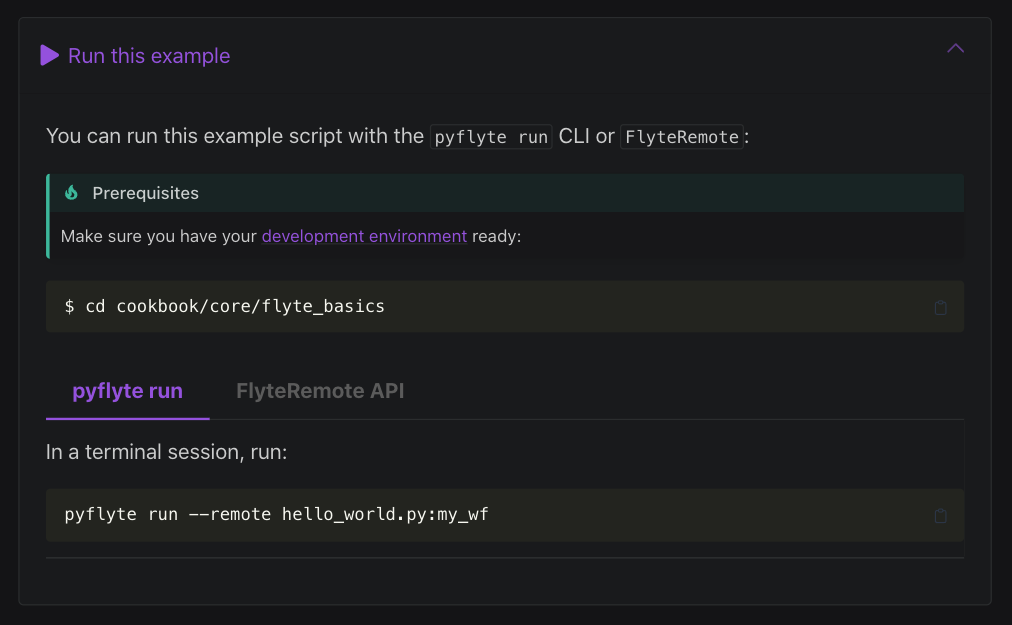 Run this example
You can run this example script with the pyflyte run CLI or FlyteRemote:
Prerequisites
Make sure you have your development environment ready:
$ cd cookbook/core/flyte_basics
pyflyte run FlyteRemote API
In a terminal session, run:
pyflyte run --remote hello_world.py:my_wf